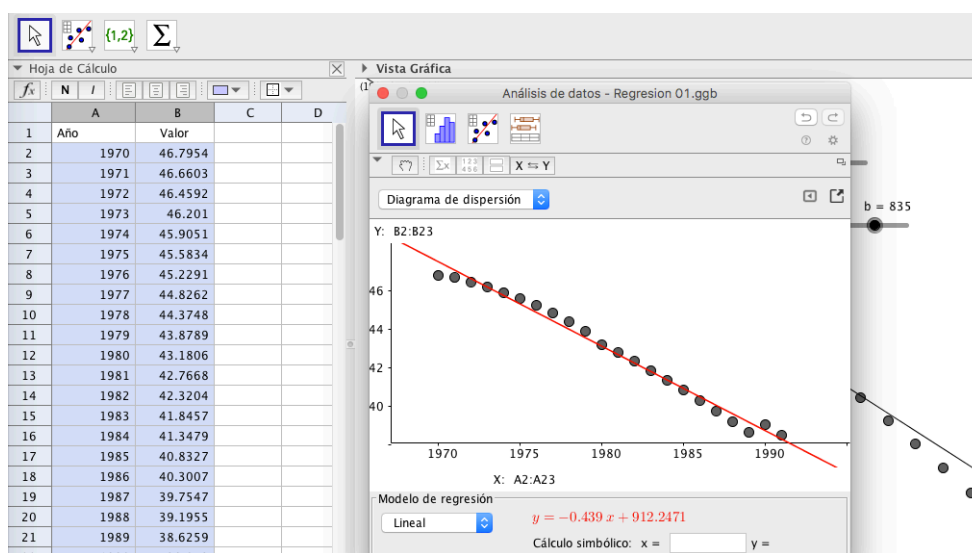 {1,2} Σ
Hoja de Cálculo
Vista Gráfica
fx N I
A B C D
1 Año Valor
2 1970 46.7954
3 1971 46.6603
4 1972 46.4592
5 1973 46.201
6 1974 45.9051
7 1975 45.5834
8 1976 45.2291
9 1977 44.8262
10 1978 44.3748
11 1979 43.8789
12 1980 43.1806
13 1981 42.7668
14 1982 42.3204
15 1983 41.8457
16 1984 41.3479
17 1985 40.8327
18 1986 40.3007
19 1987 39.7547
20 1988 39.1955
21 1989 38.6259
Análisis de datos - Regresion 01.ggb
Σx 123 456 X ⇆ Y
Diagrama de dispersión
b = 835
Y: B2:B23
46
44
42
40
1970 1975 1980 1985 1990
X: A2:A23
Modelo de regresión
Lineal
y = −0.439 x + 912.2471
Cálculo simbólico: x = y =